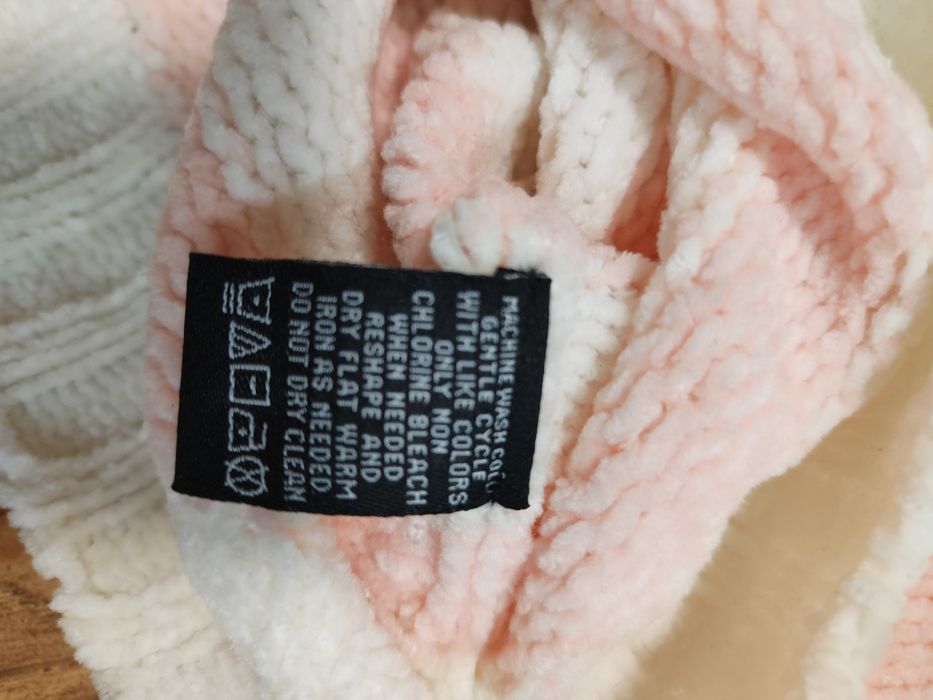 MACHINE WASH COLD
GENTLE CYCLE
WITH LIKE COLORS
ONLY NON
CHLORINE BLEACH
WHEN NEEDED
RESHAPE AND
DRY FLAT WARM
IRON AS NEEDED.
DO NOT DRY CLEAN